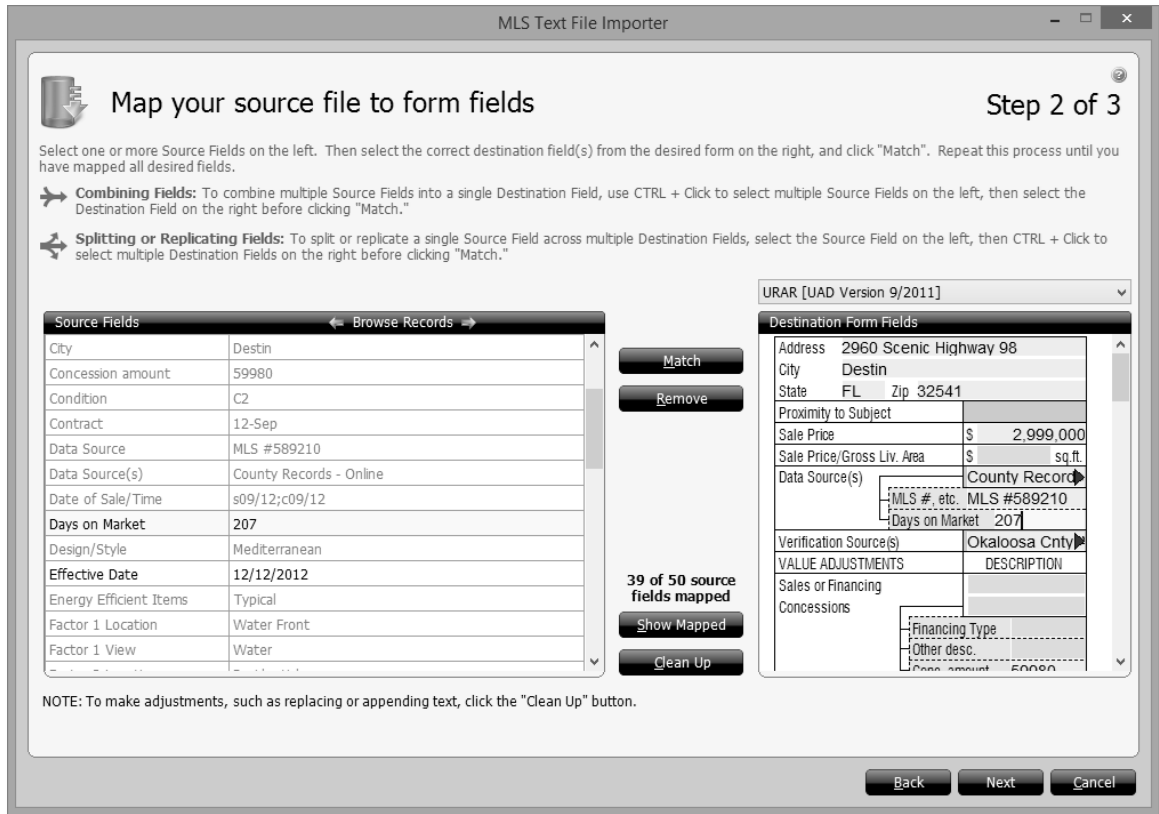 MLS Text File Importer
Map your source file to form fields
Step 2 of 3
Select one or more Source Fields on the left. Then select the correct destination field(s) from the desired form on the right, and click "Match". Repeat this process until you
have mapped all desired fields.
Combining Fields: To combine multiple Source Fields into a single Destination Field, use CTRL + Click to select multiple Source Fields on the left, then select the
Destination Field on the right before clicking "Match."
Splitting or Replicating Fields: To split or replicate a single Source Field across multiple Destination Fields, select the Source Field on the left, then CTRL + Click to
select multiple Destination Fields on the right before clicking "Match."
URAR [UAD Version 9/2011]
Source Fields Browse Records
City Destin
Concession amount 59980
Condition C2
Contract 12-Sep
Data Source MLS #589210
Data Source(s) County Records - Online
Date of Sale/Time s09/12;c09/12
Days on Market 207
Design/Style Mediterranean
Effective Date 12/12/2012
Energy Efficient Items Typical
Factor 1 Location Water Front
Factor 1 View Water
Match
Remove
39 of 50 source
fields mapped
Show Mapped
Clean Up
Destination Form Fields
Address 2960 Scenic Highway 98
City Destin
State FL Zip 32541
Proximity to Subject
Sale Price $ 2,999,000
Sale Price/Gross Liv. Area $ sq.ft.
Data Source(s) County Record
MLS #, etc. MLS #589210
Days on Market 207
Verification Source(s) Okaloosa Cnty
VALUE ADJUSTMENTS DESCRIPTION
Sales or Financing
Concessions
Financing Type
Other desc.
Conc. amount 59980
NOTE: To make adjustments, such as replacing or appending text, click the "Clean Up" button.
Back Next Cancel